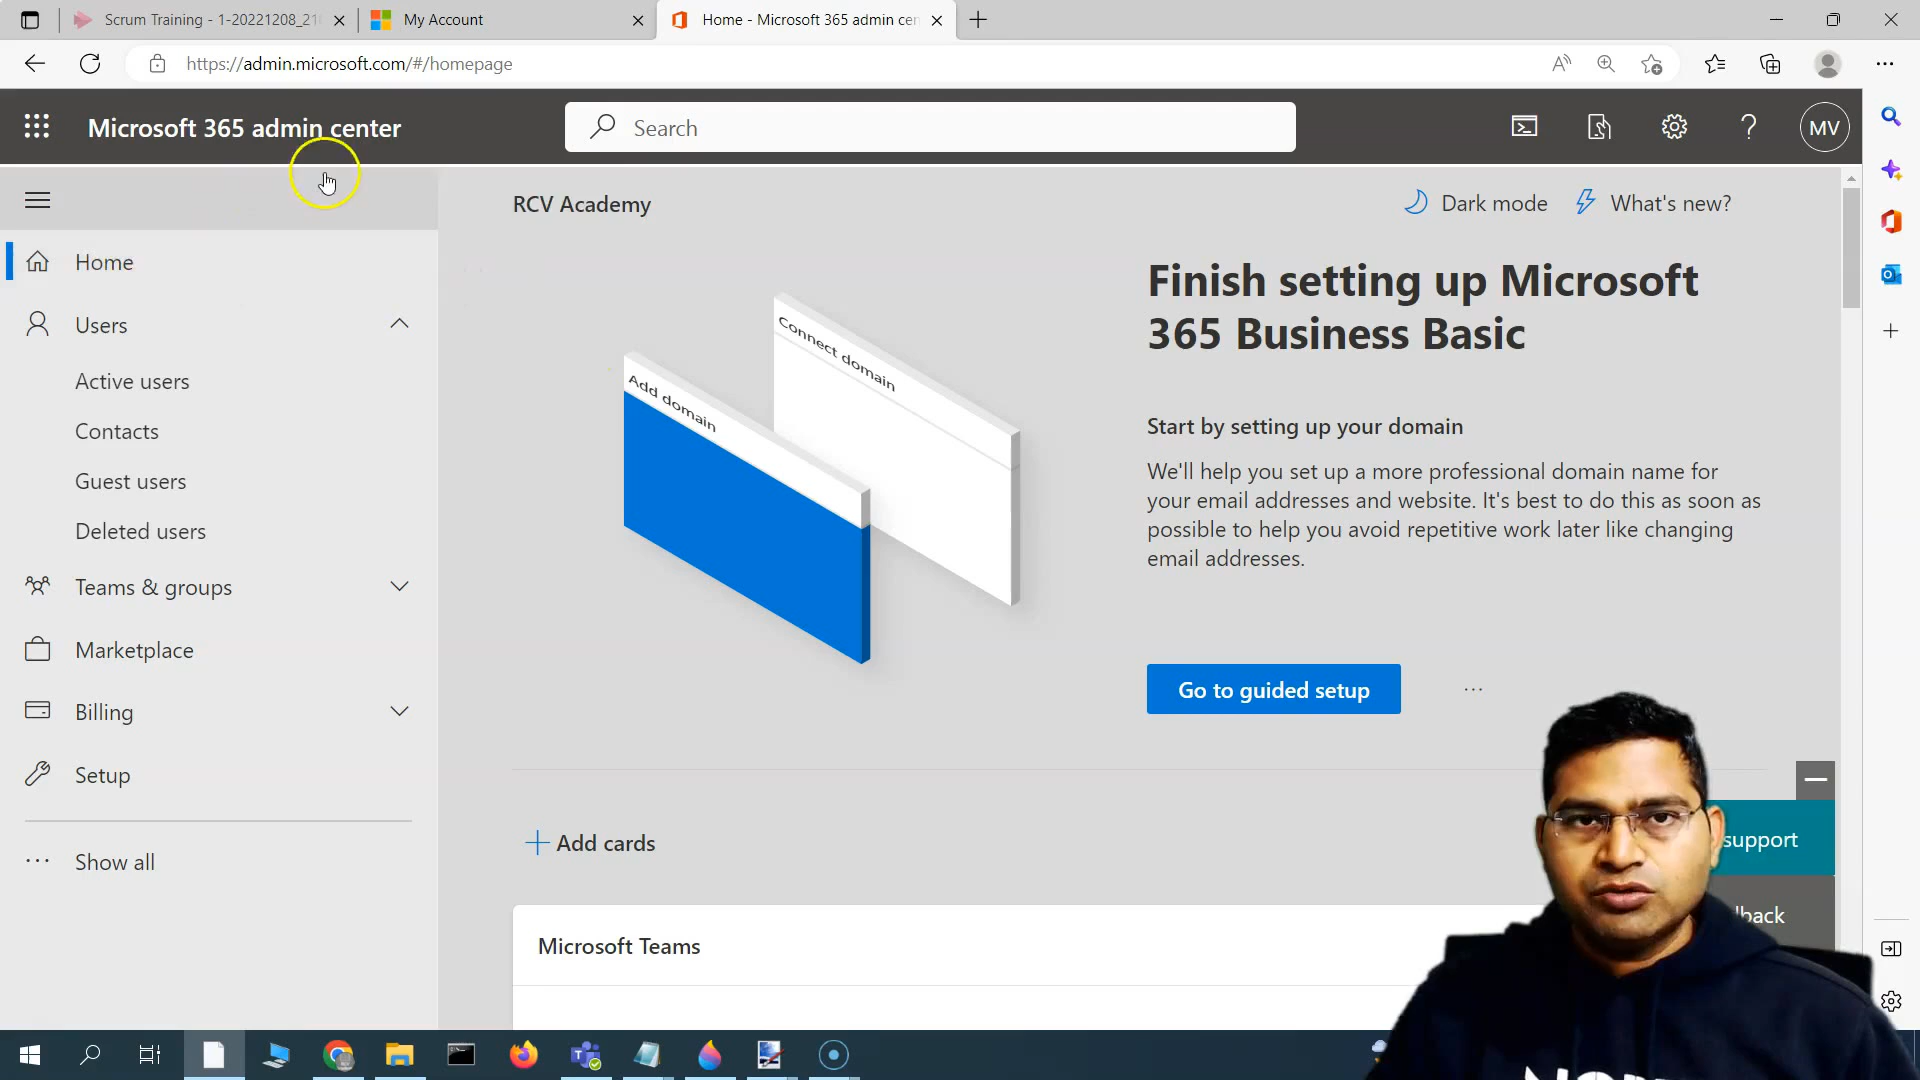 Scrum Training - 1-20221208_21
My Account
Home - Microsoft 365 admin cen
https://admin.microsoft.com/#/homepage
Microsoft 365 admin center
Search
MV
RCV Academy
Dark mode
What's new?
Home
Users
Active users
Contacts
Guest users
Deleted users
Teams & groups
Marketplace
Billing
Setup
Show all
Connect domain
Add domain
Finish setting up Microsoft
365 Business Basic
Start by setting up your domain
We'll help you set up a more professional domain name for
your email addresses and website. It's best to do this as soon as
possible to help you avoid repetitive work later like changing
email addresses.
Go to guided setup
Add cards
support
Microsoft Teams